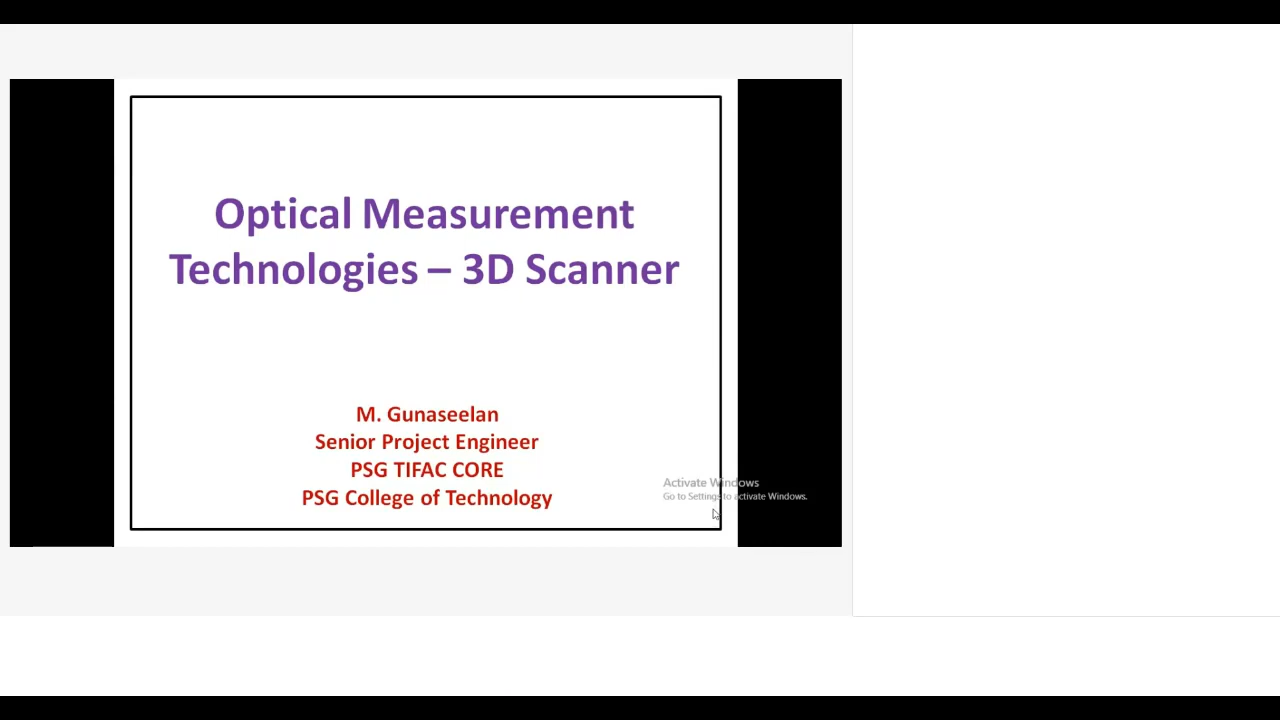 Optical Measurement
Technologies – 3D Scanner
M. Gunaseelan
Senior Project Engineer
PSG TIFAC CORE
PSG College of Technology
Activate Windows
Go to Settings to activate Windows.